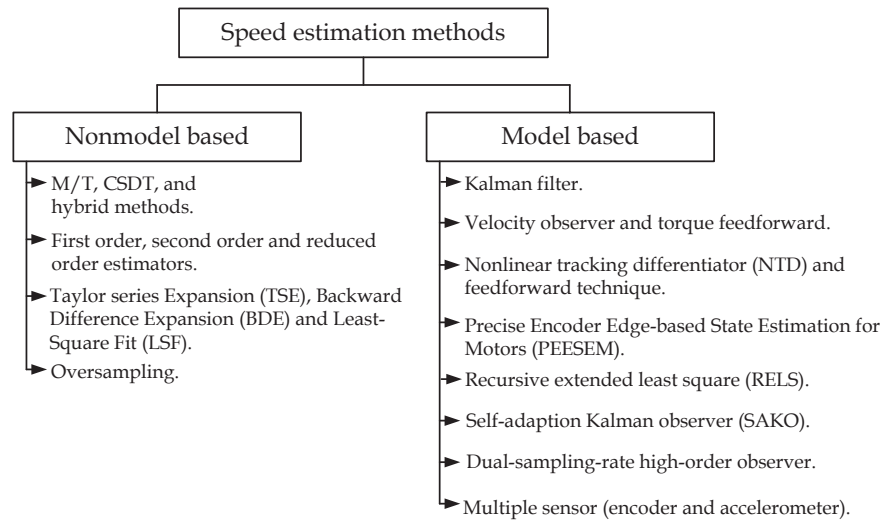 Speed estimation methods
Nonmodel based
M/T, CSDT, and
hybrid methods.
First order, second order and reduced
order estimators.
Taylor series Expansion (TSE), Backward
Difference Expansion (BDE) and Least-
Square Fit (LSF).
Oversampling.
Model based
Kalman filter.
Velocity observer and torque feedforward.
Nonlinear tracking differentiator (NTD) and
feedforward technique.
Precise Encoder Edge-based State Estimation for
Motors (PEESEM).
Recursive extended least square (RELS).
Self-adaption Kalman observer (SAKO).
Dual-sampling-rate high-order observer.
Multiple sensor (encoder and accelerometer).